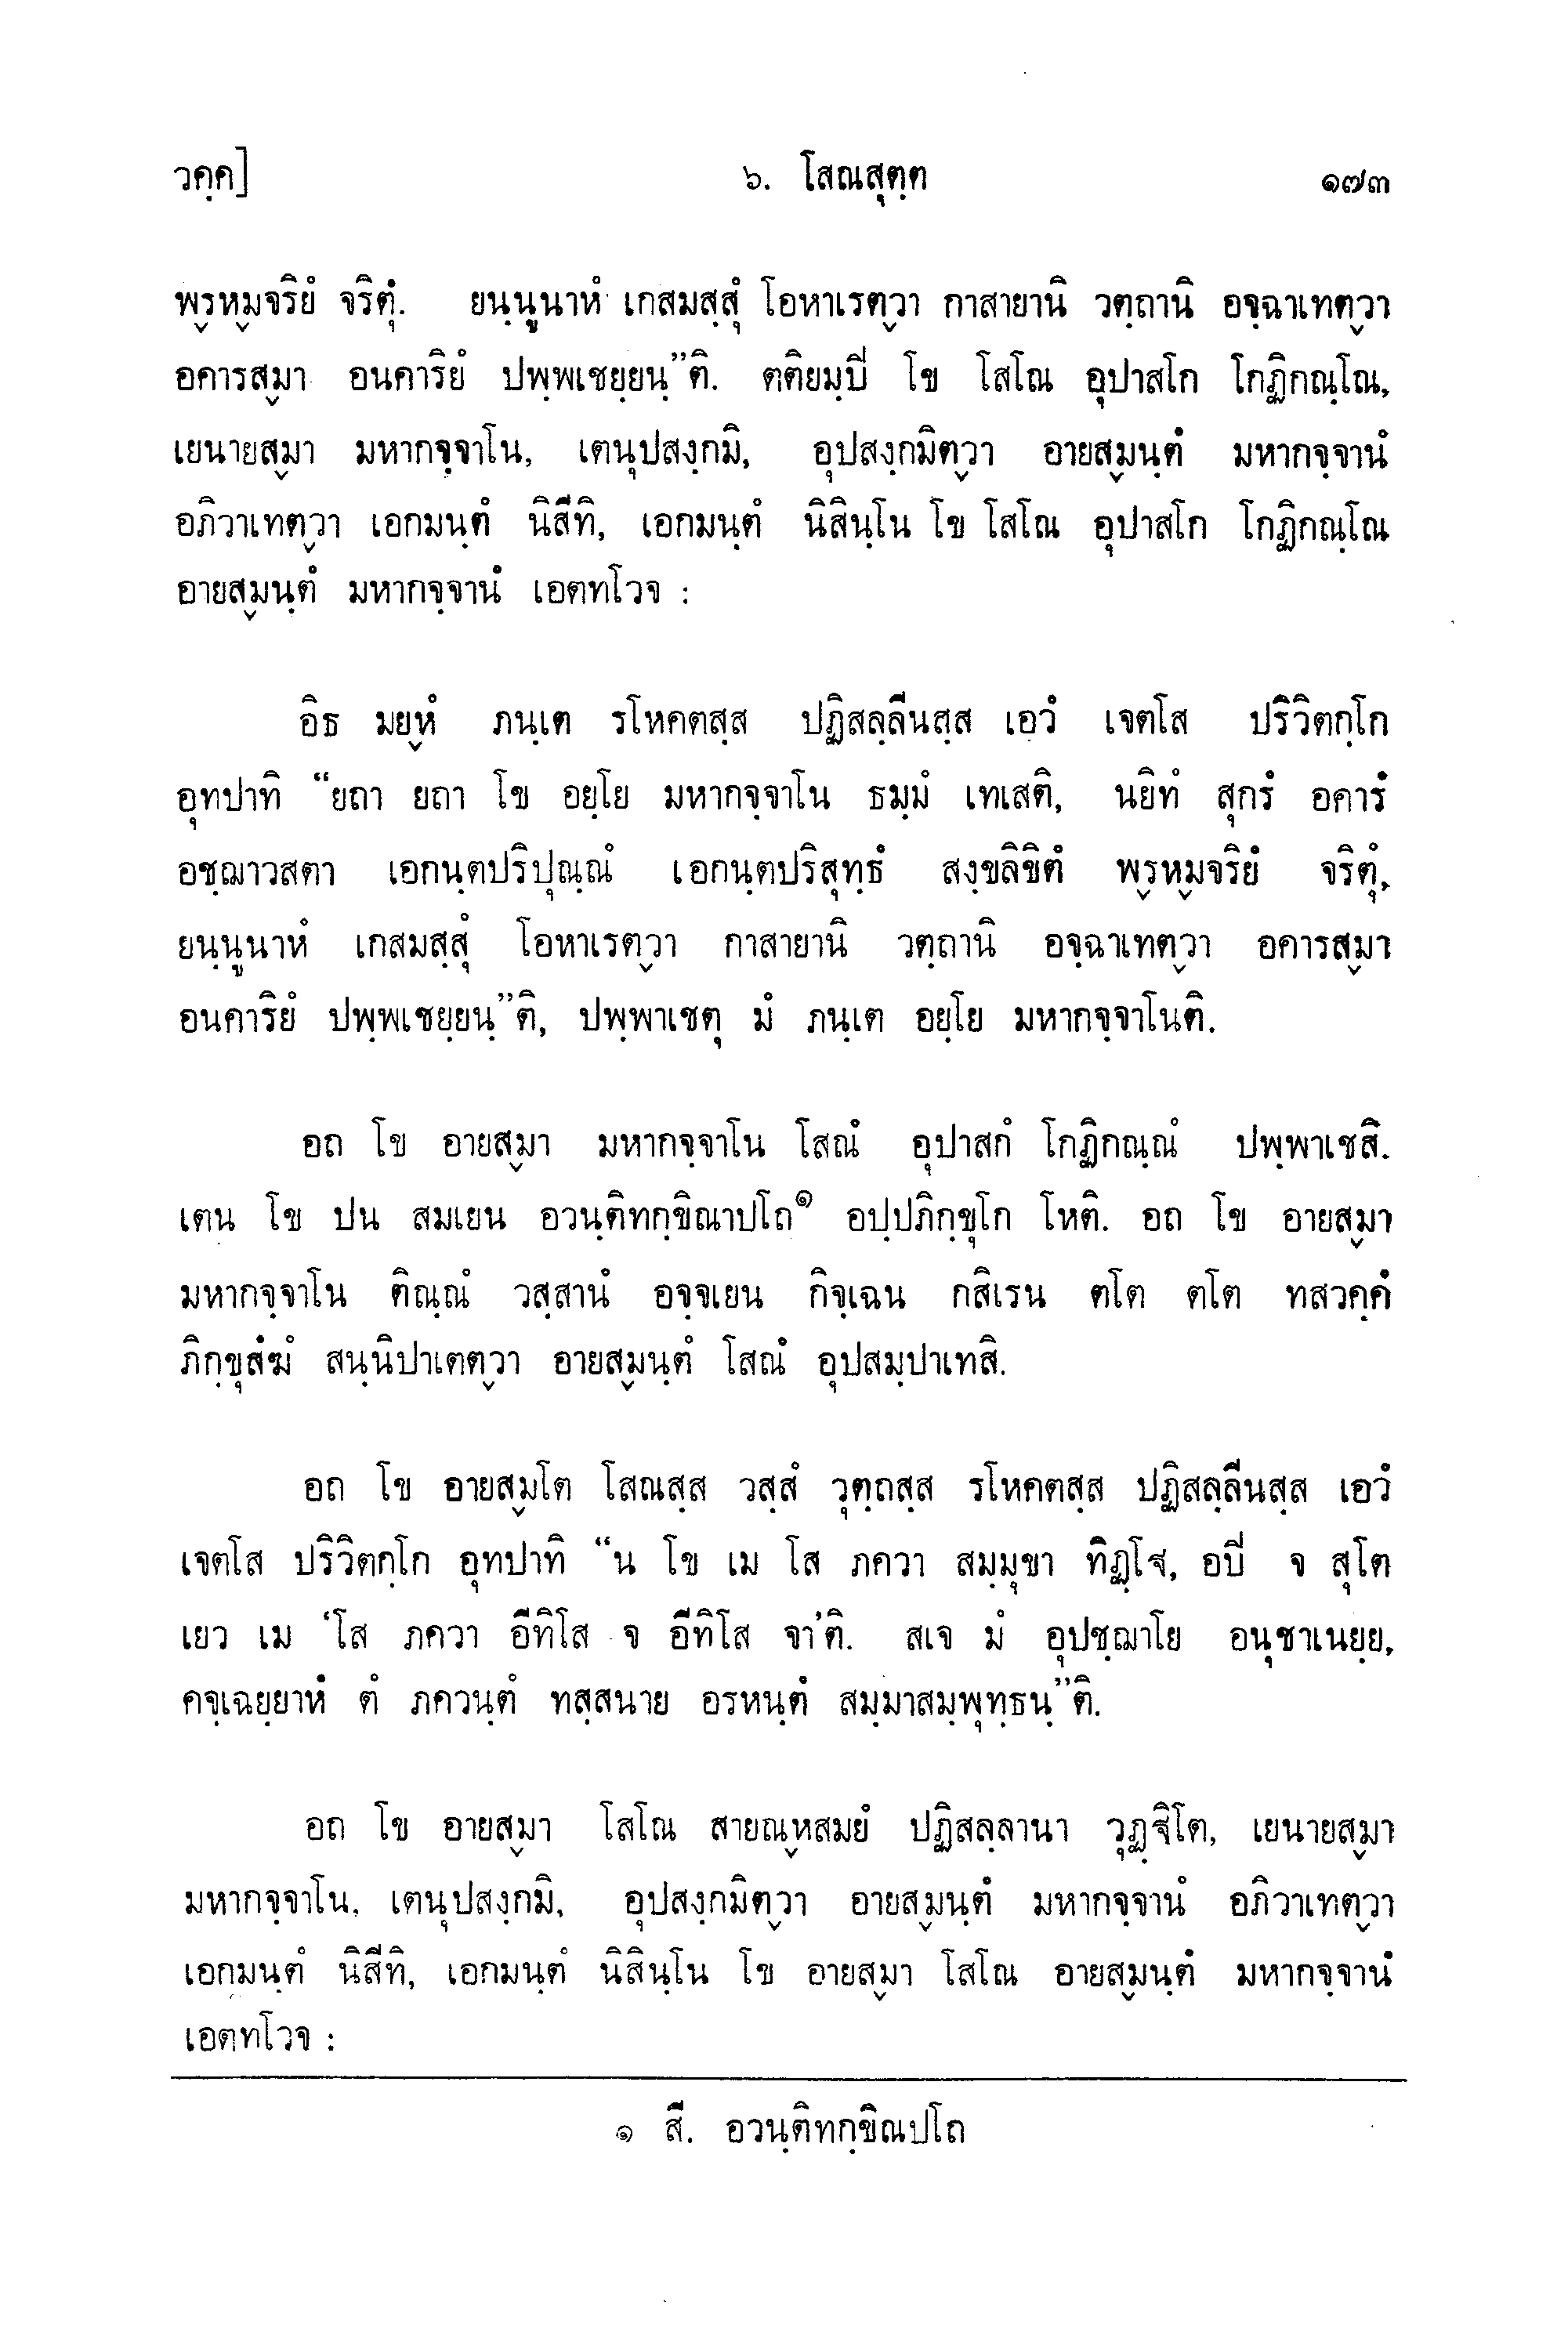 วคฺค]	๖. โสณสุตฺต	๑๗๓
พ๎รห๎มจริยํ จริตุํ. ยนฺนูนาหํ เกสมสฺสุํ โอหาเรต๎วา กาสายานิ วตฺถานิ อจฺฉาเทต๎วา
อคารส๎มา อนคาริยํ ปพฺพเชยฺยนฺ”ติ. ตติยมฺปิ โข โสโณ อุปาสโก โกฏิกณฺโณ,
เยนายส๎มา มหากจฺจาโน, เตนุปสงฺกมิ, อุปสงฺกมิต๎วา อายส๎มนฺตํ มหากจฺจานํ
อภิวาเทต๎วา เอกมนฺตํ นิสีทิ, เอกมนฺตํ นิสินฺโน โข โสโณ อุปาสโก โกฏิกณฺโณ
อายส๎มนฺตํ มหากจฺจานํ เอตทโวจ :
อิธ มย๎หํ ภนฺเต รโหคตสฺส ปฏิสลฺลีนสฺส เอวํ เจตโส ปริวิตกฺโก
อุทปาทิ “ยถา ยถา โข อยฺโย มหากจฺจาโน ธมฺมํ เทเสติ, นยิทํ สุกรํ อคารํ
อชฺฌาวสตา เอกนฺตปริปุณฺณํ เอกนฺตปริสุทฺธํ สงฺขลิขิตํ พ๎รห๎มจริยํ จริตุํ,
ยนฺนูนาหํ เกสมสฺสุํ โอหาเรต๎วา กาสายานิ วตฺถานิ อจฺฉาเทต๎วา อคารส๎มา
อนคาริยํ ปพฺพเชยฺยนฺ”ติ, ปพฺพาเชตุ มํ ภนฺเต อยฺโย มหากจฺจาโนติ.
อถ โข อายส๎มา มหากจฺจาโน โสณํ อุปาสกํ โกฏิกณฺณํ ปพฺพาเชสิ.
เตน โข ปน สมเยน อวนฺติทกฺขิณาปโถ๑ อปฺปภิกฺขุโก โหติ. อถ โข อายส๎มา
มหากจฺจาโน ติณฺณํ วสฺสานํ อจฺจเยน กิจฺเฉน กสิเรน ตโต ตโต ทสวคฺคํ
ภิกฺขุสํฆํ สนฺนิปาเตต๎วา อายส๎มนฺตํ โสณํ อุปสมฺปาเทสิ.
อถ โข อายส๎มโต โสณสฺส วสฺสํ วุตฺถสฺส รโหคตสฺส ปฏิสลฺลีนสฺส เอวํ
เจตโส ปริวิตกฺโก อุทปาทิ “น โข เม โส ภควา สมฺมุขา ทิฏฺโฐ, อปิ จ สุโต
เยว เม ‘โส ภควา อีทิโส จ อีทิโส จา’ติ. สเจ มํ อุปชฺฌาโย อนุชาเนยฺย,
คจฺเฉยฺยาหํ ตํ ภควนฺตํ ทสฺสนาย อรหนฺตํ สมฺมาสมฺพุทฺธนฺ”ติ.
อถ โข อายส๎มา โสโณ สายณ๎หสมยํ ปฏิสลฺลานา วุฏฺฐิโต, เยนายส๎มา
มหากจฺจาโน, เตนุปสงฺกมิ, อุปสงฺกมิต๎วา อายส๎มนฺตํ มหากจฺจานํ อภิวาเทต๎วา
เอกมนฺตํ นิสีทิ, เอกมนฺตํ นิสินฺโน โข อายส๎มา โสโณ อายส๎มนฺตํ มหากจฺจานํ
เอตทโวจ :
๑ สี. อวนฺติทกฺขิณปโถ